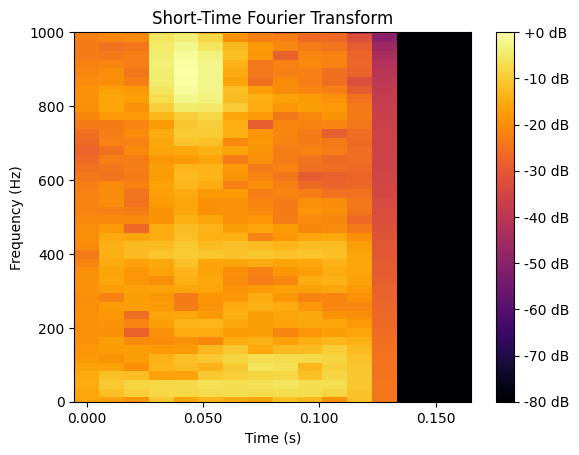 Short-Time Fourier Transform
1000
800
600
400
200
0
Frequency (Hz)
0.000
0.050
0.100
0.150
Time (s)
+0 dB
-10 dB
-20 dB
-30 dB
-40 dB
-50 dB
-60 dB
-70 dB
-80 dB